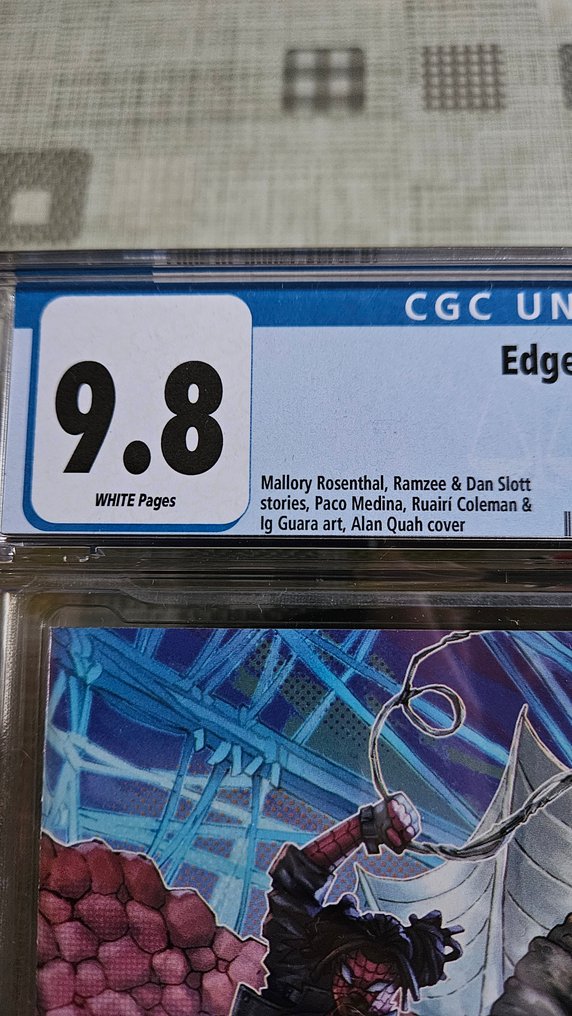 CGC UN
Edge
9.8
WHITE Pages
Mallory Rosenthal, Ramzee & Dan Slott
stories, Paco Medina, Ruairí Coleman &
Ig Guara art, Alan Quah cover